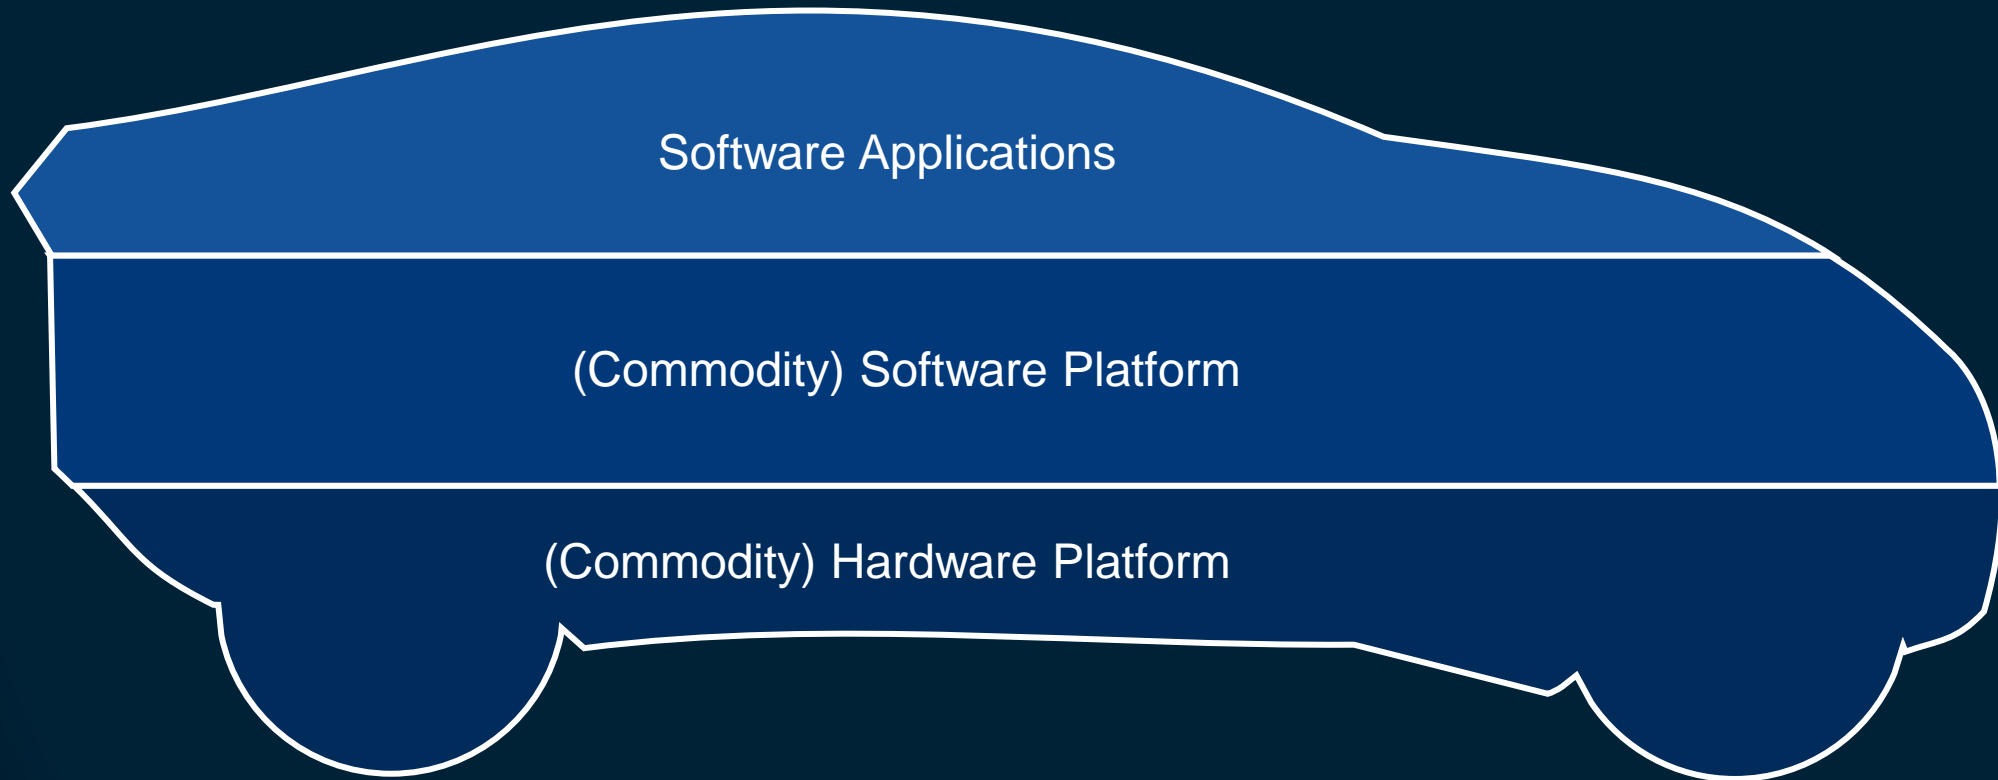 Software Applications
(Commodity) Software Platform
(Commodity) Hardware Platform